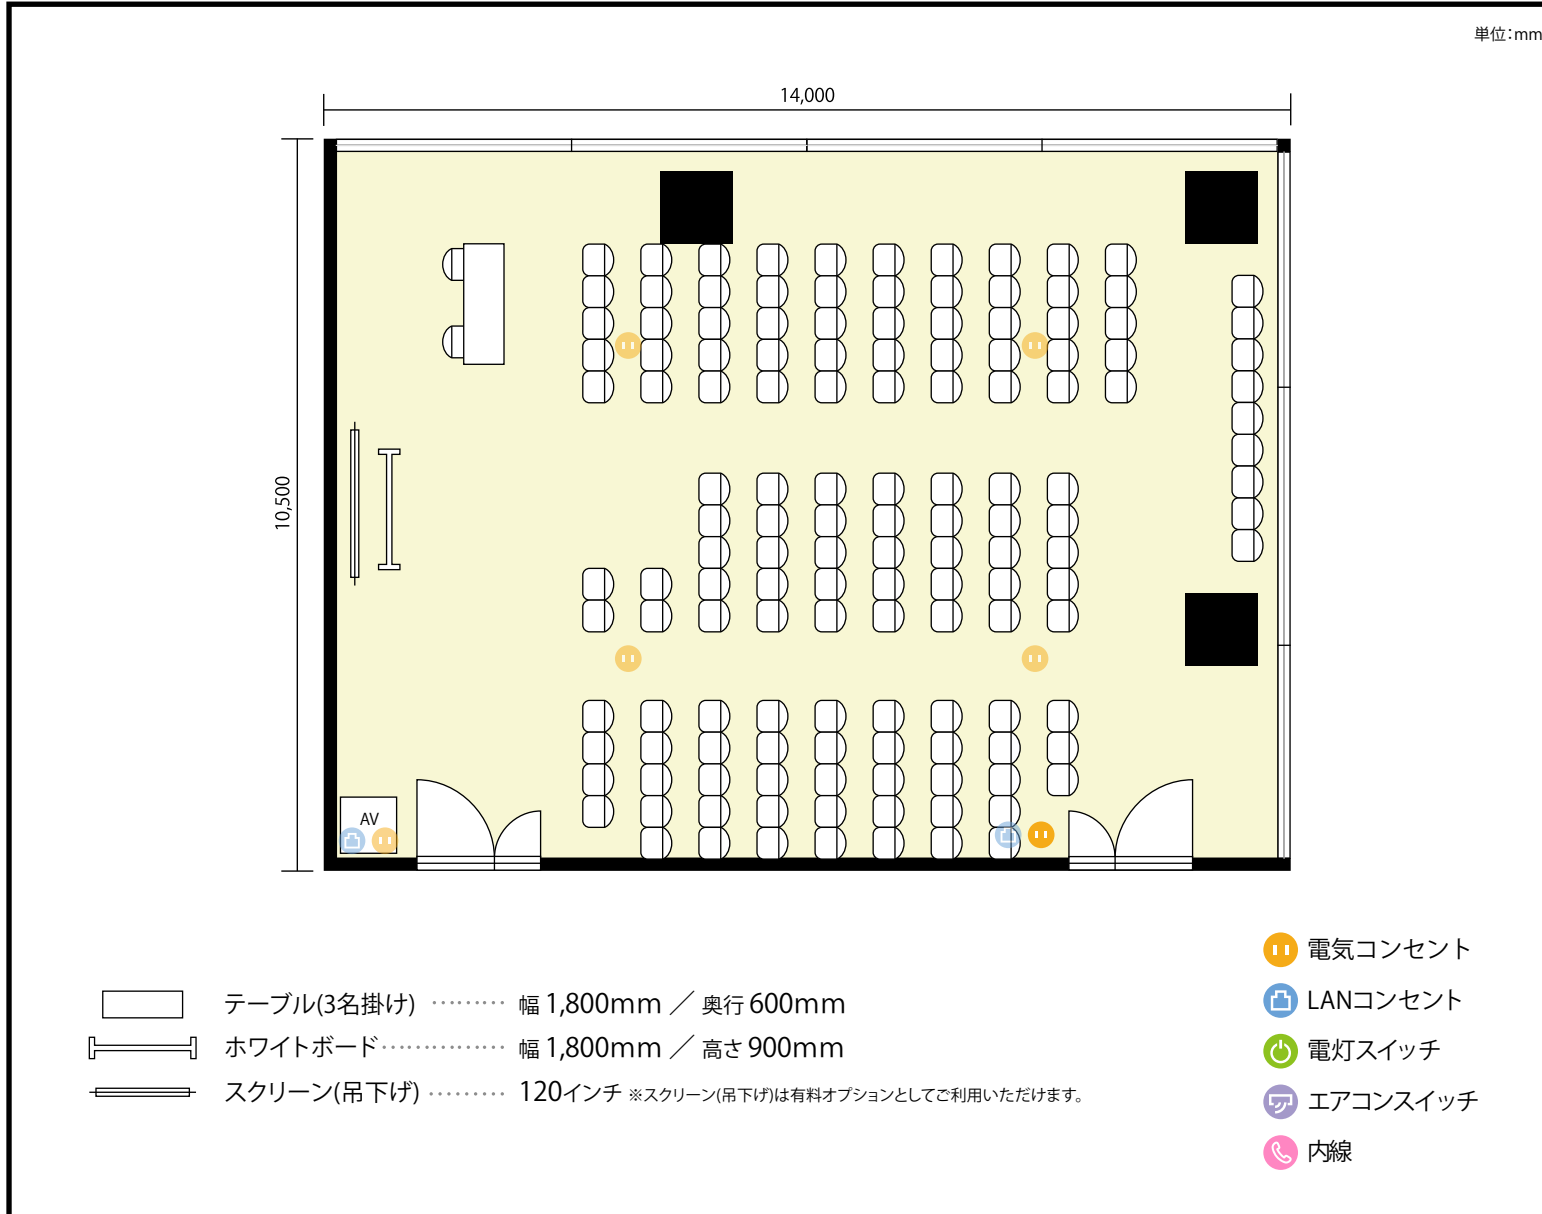 単位：mm
14,000
10,500
AV
テーブル(3名掛け) ········· 幅 1,800mm ／ 奥行 600mm
ホワイトボード··············· 幅 1,800mm ／ 高さ 900mm
スクリーン(吊下げ) ········· 120インチ ※スクリーン(吊下げ)は有料オプションとしてご利用いただけます。
電気コンセント
LANコンセント
電灯スイッチ
エアコンスイッチ
内線